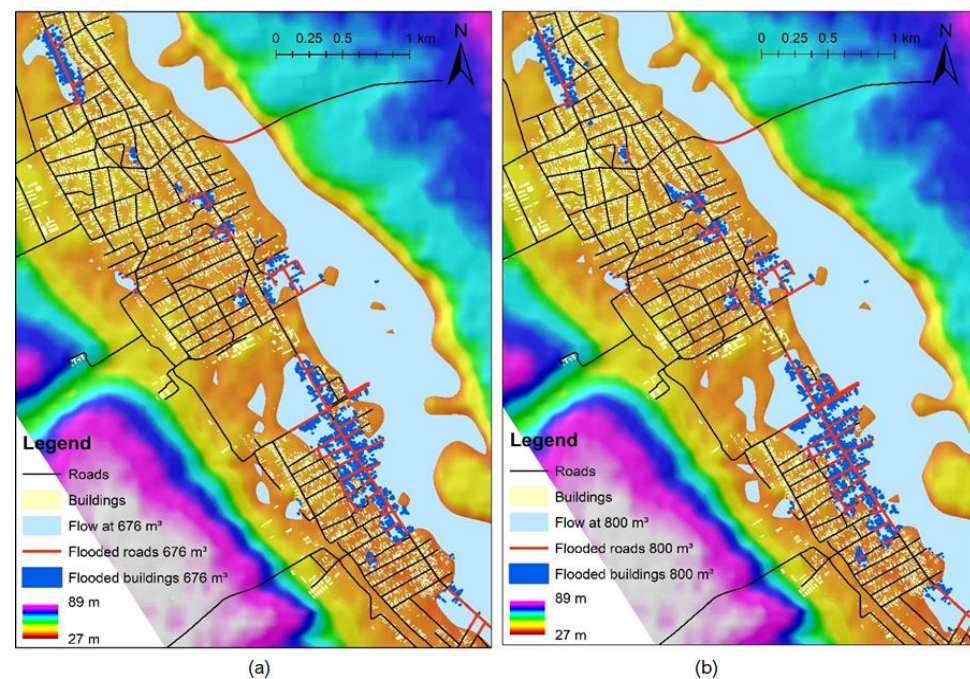 0 0.25 0.5 1 km
N
Legend
Roads
Buildings
Flow at 676 m³
Flooded roads 676 m³
Flooded buildings 676 m³
89 m
27 m
(a)
0 0.25 0.5 1 km
N
Legend
Roads
Buildings
Flow at 800 m³
Flooded roads 800 m³
Flooded buildings 800 m³
89 m
27 m
(b)